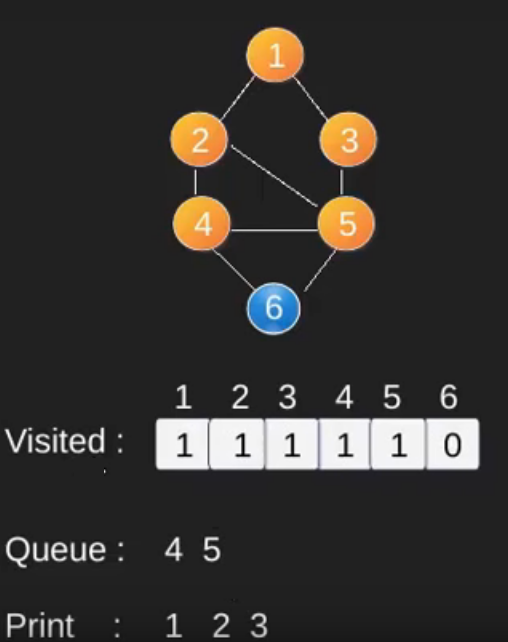 1
2 3
4 5
6
1 2 3 4 5 6
Visited : 1 1 1 1 1 0
Queue : 4 5
Print : 1 2 3